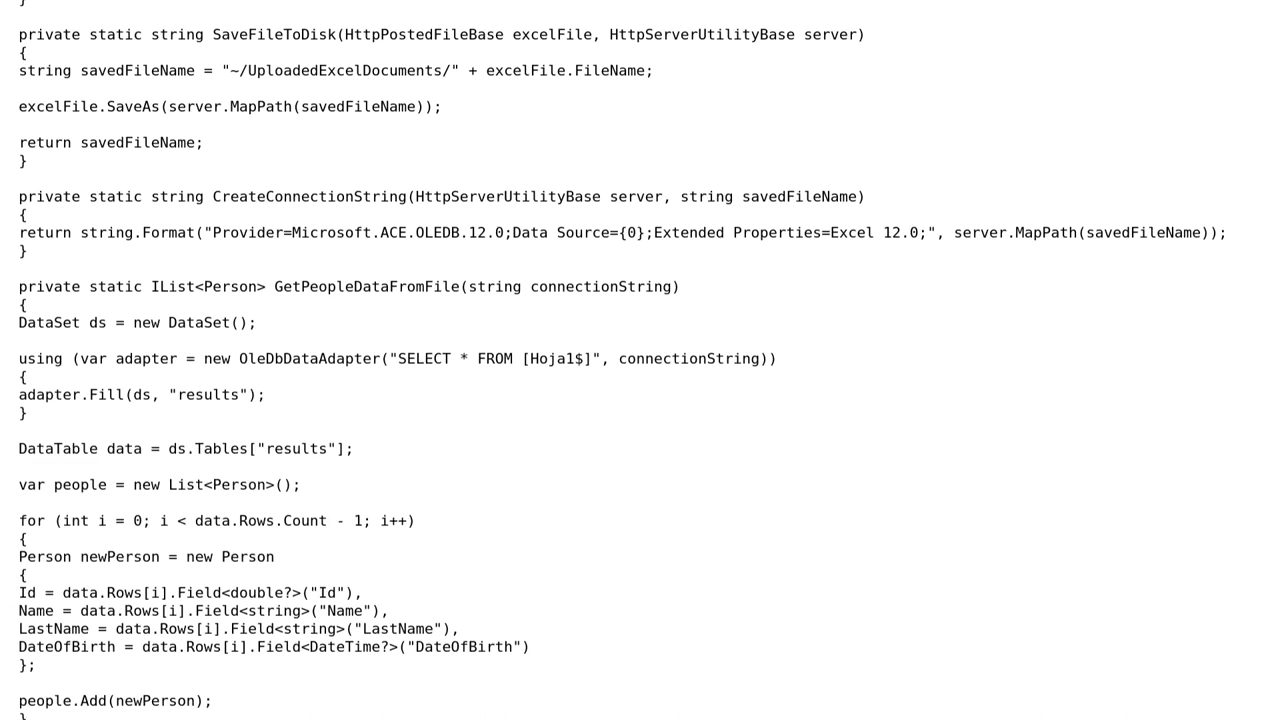 }
private static string SaveFileToDisk(HttpPostedFileBase excelFile, HttpServerUtilityBase server)
{
string savedFileName = "~/UploadedExcelDocuments/" + excelFile.FileName;
excelFile.SaveAs(server.MapPath(savedFileName));
return savedFileName;
}
private static string CreateConnectionString(HttpServerUtilityBase server, string savedFileName)
{
return string.Format("Provider=Microsoft.ACE.OLEDB.12.0;Data Source={0};Extended Properties=Excel 12.0;", server.MapPath(savedFileName));
}
private static IList<Person> GetPeopleDataFromFile(string connectionString)
{
DataSet ds = new DataSet();
using (var adapter = new OleDbDataAdapter("SELECT * FROM [Hoja1$]", connectionString))
{
adapter.Fill(ds, "results");
}
DataTable data = ds.Tables["results"];
var people = new List<Person>();
for (int i = 0; i < data.Rows.Count - 1; i++)
{
Person newPerson = new Person
{
Id = data.Rows[i].Field<double?>("Id"),
Name = data.Rows[i].Field<string>("Name"),
LastName = data.Rows[i].Field<string>("LastName"),
DateOfBirth = data.Rows[i].Field<DateTime?>("DateOfBirth")
};
people.Add(newPerson);
}